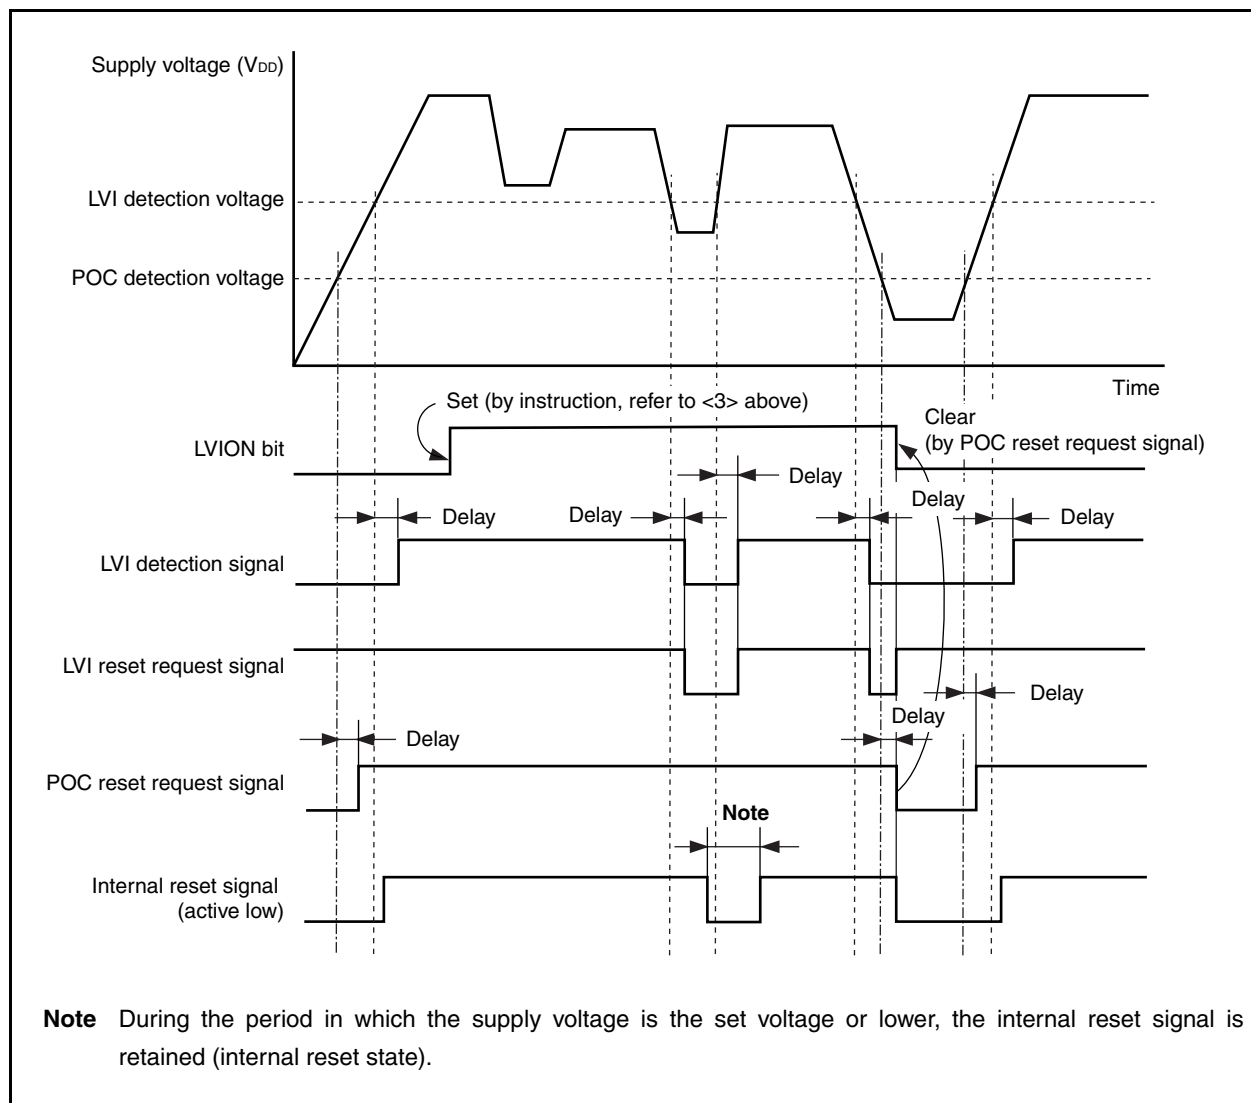 Supply voltage (VDD)
LVI detection voltage
POC detection voltage
Time
Set (by instruction, refer to <3> above)
Clear
(by POC reset request signal)
LVION bit
Delay
Delay
Delay
Delay
Delay
LVI detection signal
LVI reset request signal
Delay
Delay
Delay
POC reset request signal
Note
Internal reset signal
(active low)
Note During the period in which the supply voltage is the set voltage or lower, the internal reset signal is
retained (internal reset state).